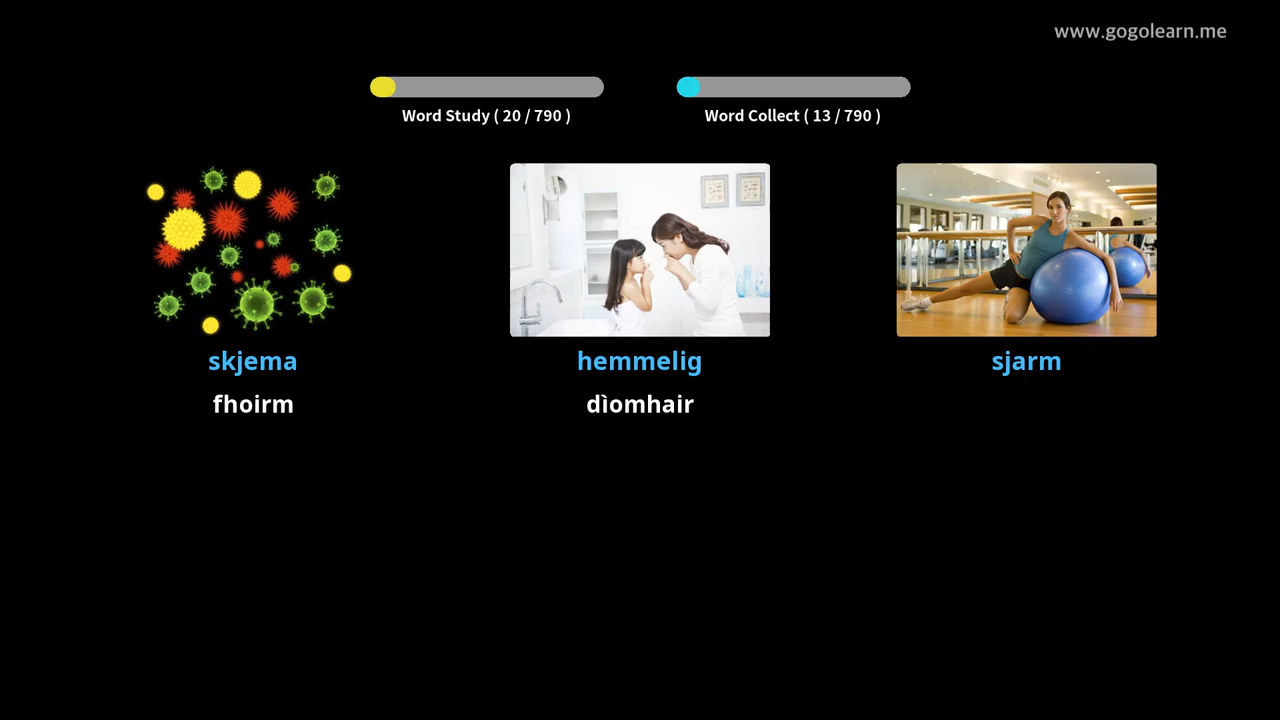 www.gogolearn.me
Word Study ( 20 / 790 )
Word Collect ( 13 / 790 )
skjema
hemmelig
sjarm
fhoirm
dìomhair